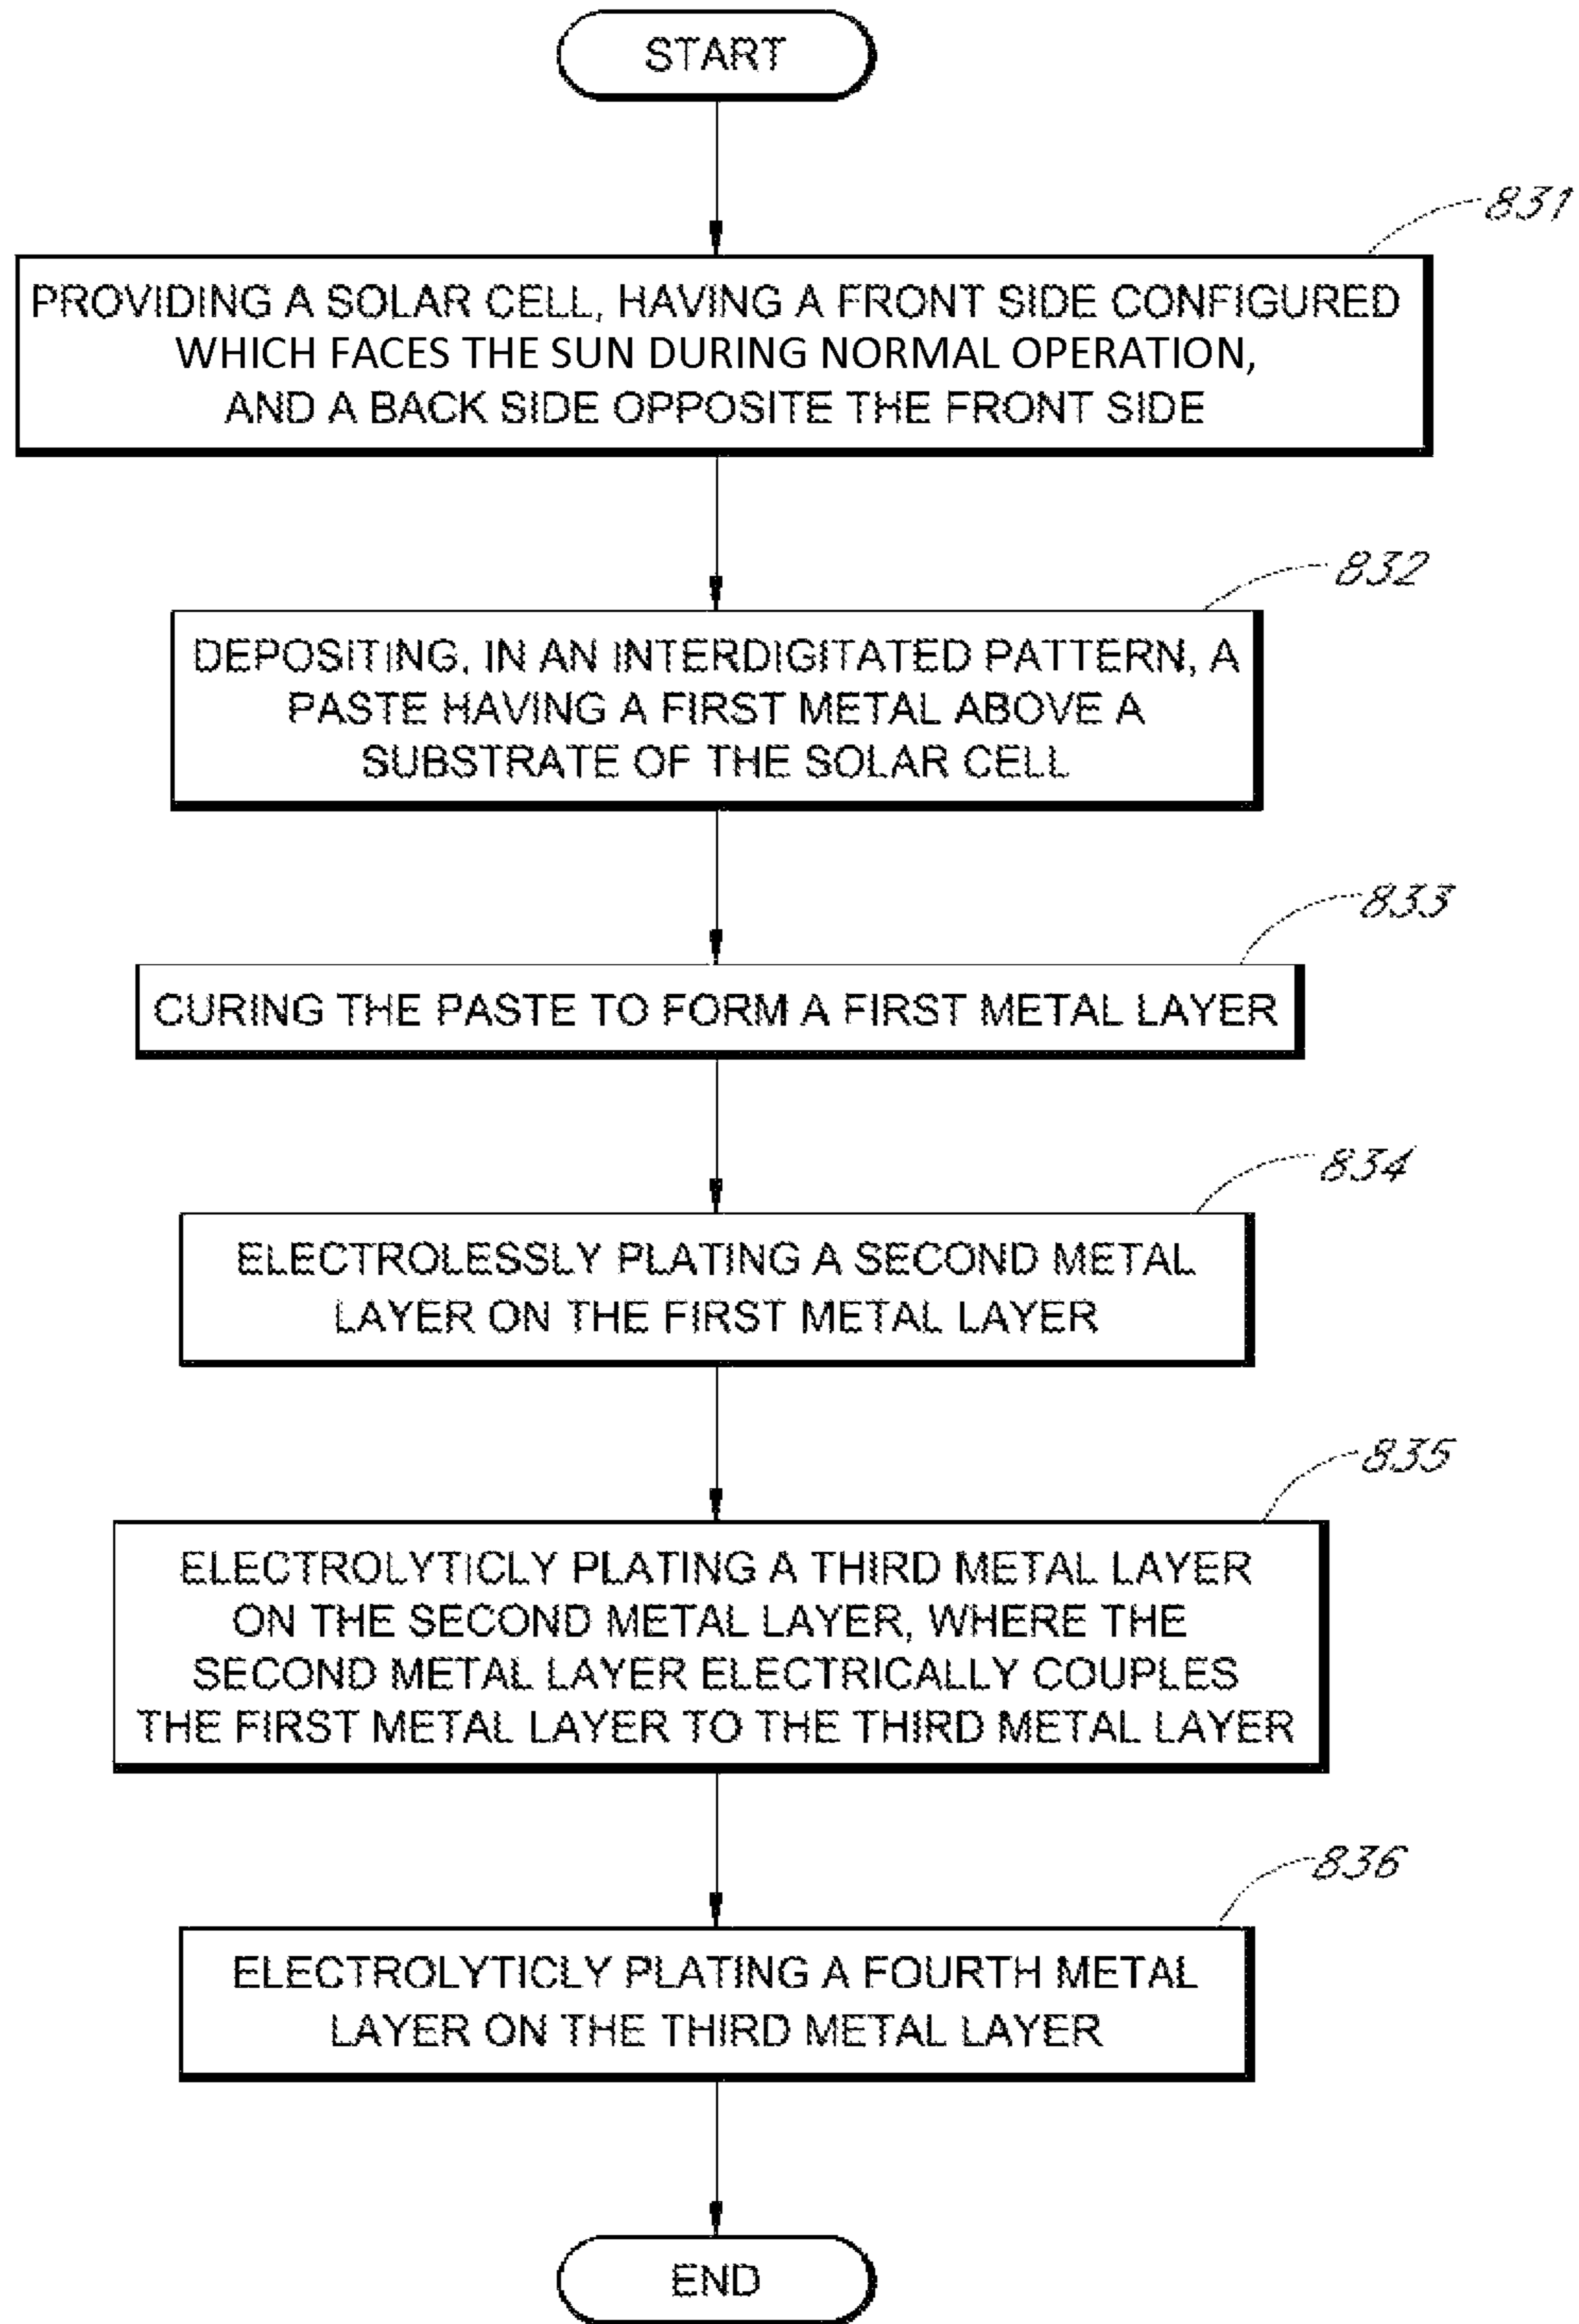 START
831
PROVIDING A SOLAR CELL, HAVING A FRONT SIDE CONFIGURED
WHICH FACES THE SUN DURING NORMAL OPERATION,
AND A BACK SIDE OPPOSITE THE FRONT SIDE
832
DEPOSITING, IN AN INTERDIGITATED PATTERN, A
PASTE HAVING A FIRST METAL ABOVE A
SUBSTRATE OF THE SOLAR CELL
833
CURING THE PASTE TO FORM A FIRST METAL LAYER
834
ELECTROLESSLY PLATING A SECOND METAL
LAYER ON THE FIRST METAL LAYER
835
ELECTROLYTICLY PLATING A THIRD METAL LAYER
ON THE SECOND METAL LAYER, WHERE THE
SECOND METAL LAYER ELECTRICALLY COUPLES
THE FIRST METAL LAYER TO THE THIRD METAL LAYER
836
ELECTROLYTICLY PLATING A FOURTH METAL
LAYER ON THE THIRD METAL LAYER
END